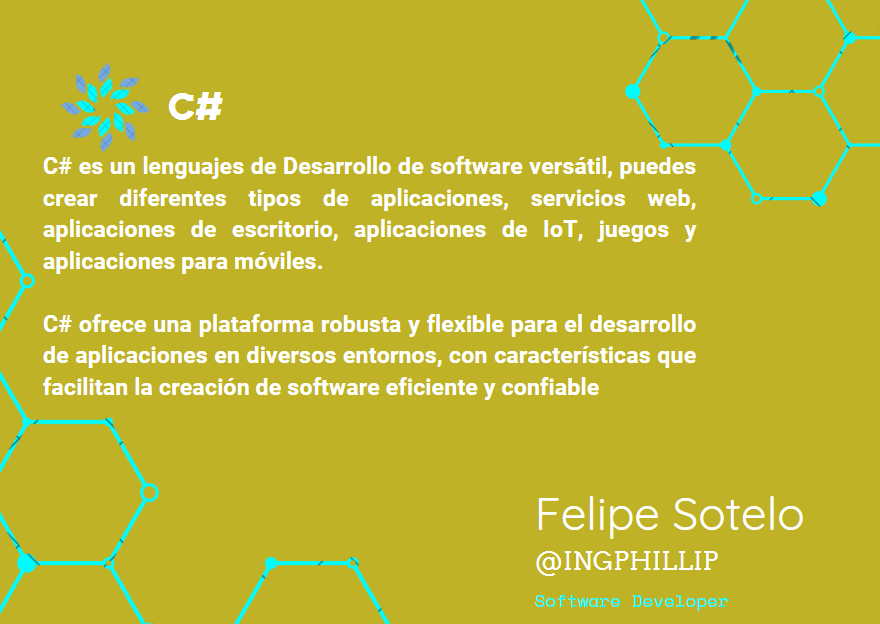 C#
C# es un lenguajes de Desarrollo de software versátil, puedes
crear diferentes tipos de aplicaciones, servicios web,
aplicaciones de escritorio, aplicaciones de IoT, juegos y
aplicaciones para móviles.
C# ofrece una plataforma robusta y flexible para el desarrollo
de aplicaciones en diversos entornos, con características que
facilitan la creación de software eficiente y confiable
Felipe Sotelo
@INGPHILLIP
Software Developer